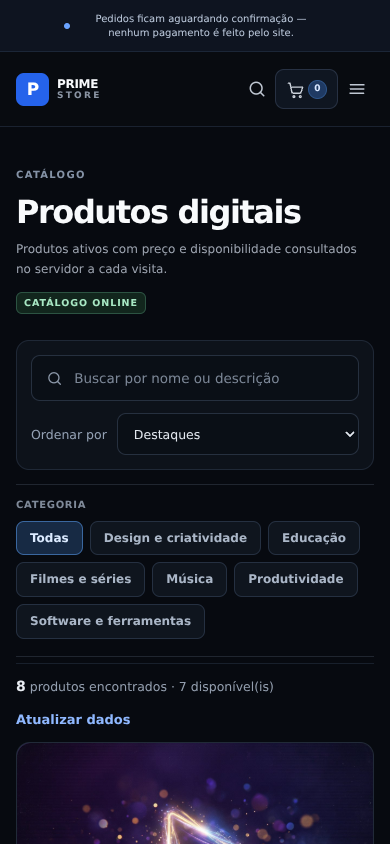 Pedidos ficam aguardando confirmação —
nenhum pagamento é feito pelo site.
P
PRIME
STORE
0
CATÁLOGO
Produtos digitais
Produtos ativos com preço e disponibilidade consultados
no servidor a cada visita.
CATÁLOGO ONLINE
Buscar por nome ou descrição
Ordenar por
Destaques
CATEGORIA
Todas
Design e criatividade
Educação
Filmes e séries
Música
Produtividade
Software e ferramentas
8 produtos encontrados · 7 disponível(is)
Atualizar dados